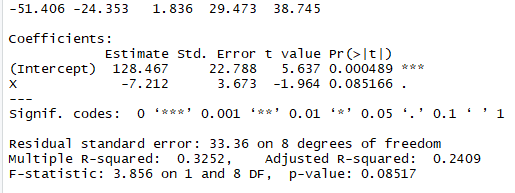 -51.406 -24.353 1.836 29.473 38.745
Coefficients:
Estimate Std. Error t value Pr(>|t|)
(Intercept) 128.467 22.788 5.637 0.000489 ***
X -7.212 3.673 -1.964 0.085166 .
---
Signif. codes: 0 ‘***’ 0.001 ‘**’ 0.01 ‘*’ 0.05 ‘.’ 0.1 ‘ ’ 1
Residual standard error: 33.36 on 8 degrees of freedom
Multiple R-squared: 0.3252, Adjusted R-squared: 0.2409
F-statistic: 3.856 on 1 and 8 DF, p-value: 0.08517